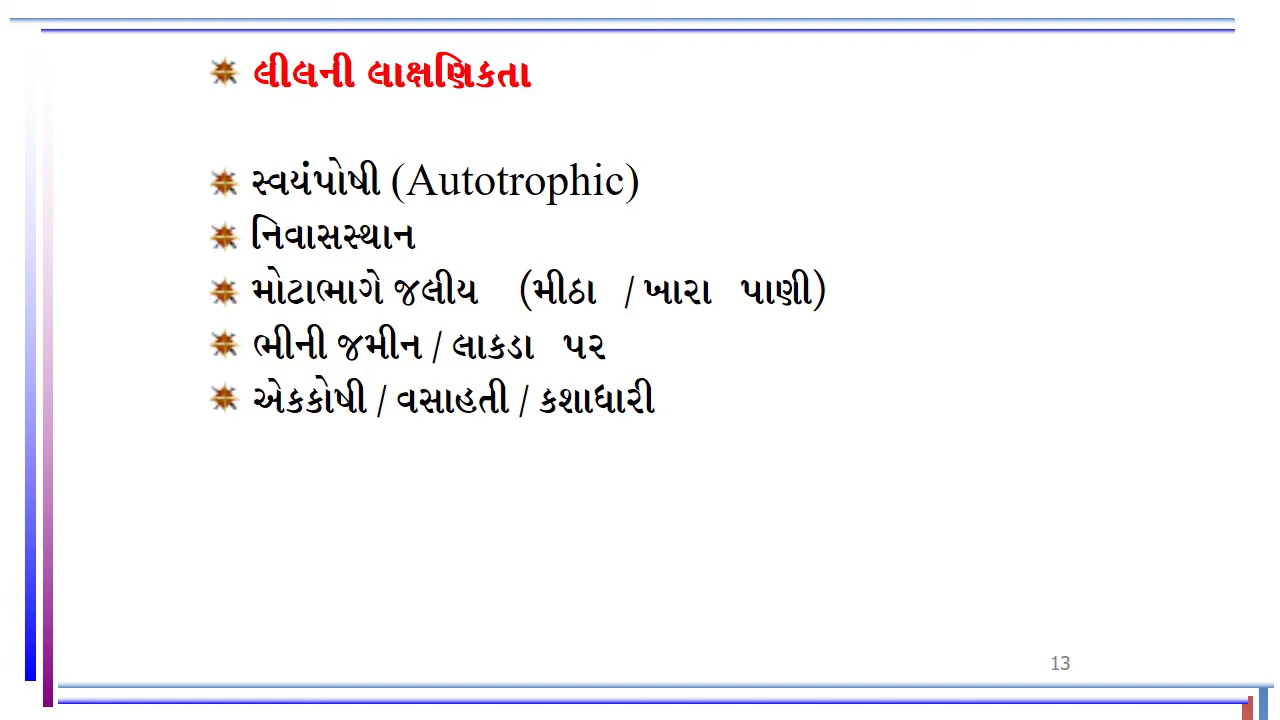 લીલની લાક્ષણિકતા
સ્વયંપોષી (Autotrophic)
નિવાસસ્થાન
મોટાભાગે જલીય (મીઠા / ખારા પાણી)
ભીની જમીન / લાકડા પર
એકકોષી / વસાહતી / કશાધારી
13